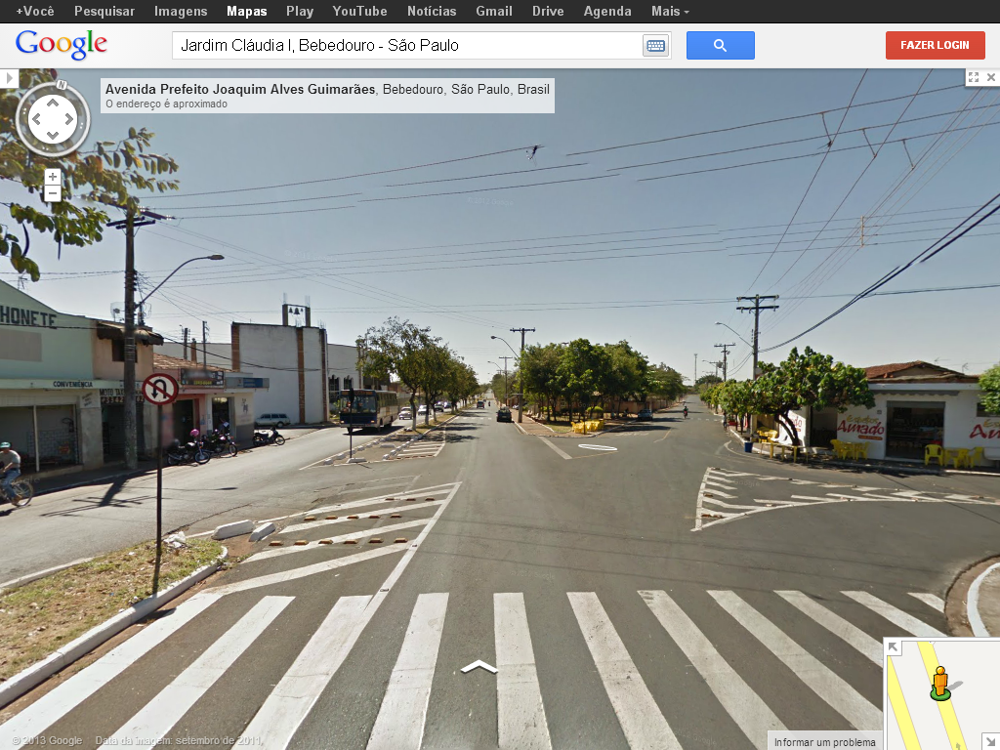 +Você Pesquisar Imagens Mapas Play YouTube Notícias Gmail Drive Agenda Mais
Google
Jardim Cláudia I, Bebedouro - São Paulo
FAZER LOGIN
Avenida Prefeito Joaquim Alves Guimarães, Bebedouro, São Paulo, Brasil
O endereço é aproximado
N
HONETE
CONVENIÊNCIA
MOTO TAXI
Amado
© 2013 Google Data da imagem: setembro de 2011
Informar um problema